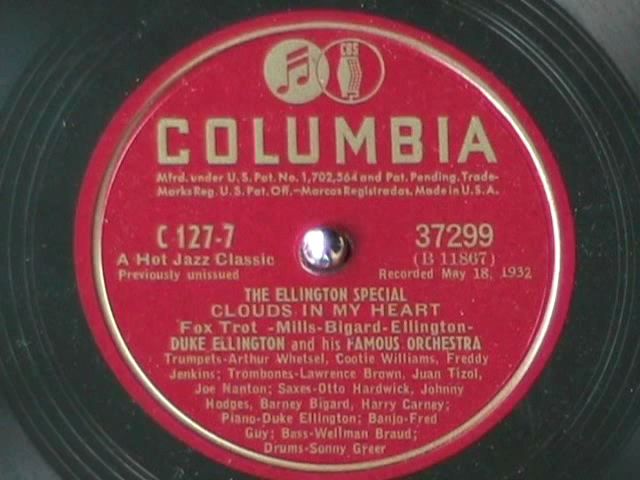 CBS
COLUMBIA
Mfrd. under U.S. Pat. No. 1,702,564 and Pat. Pending. Trade-
Marks Reg. U.S. Pat. Off.-Marcas Registradas. Made in U.S.A.
C 127-7 37299
A Hot Jazz Classic (B 11867)
Previously unissued Recorded May 18, 1932
THE ELLINGTON SPECIAL
CLOUDS IN MY HEART
Fox Trot -Mills-Bigard-Ellington-
DUKE ELLINGTON and his FAMOUS ORCHESTRA
Trumpets-Arthur Whetsel, Cootie Williams, Freddy
Jenkins; Trombones-Lawrence Brown, Juan Tizol,
Joe Nanton; Saxes-Otto Hardwick, Johnny
Hodges, Barney Bigard, Harry Carney;
Piano-Duke Ellington; Banjo-Fred
Guy; Bass-Wellman Braud;
Drums-Sonny Greer